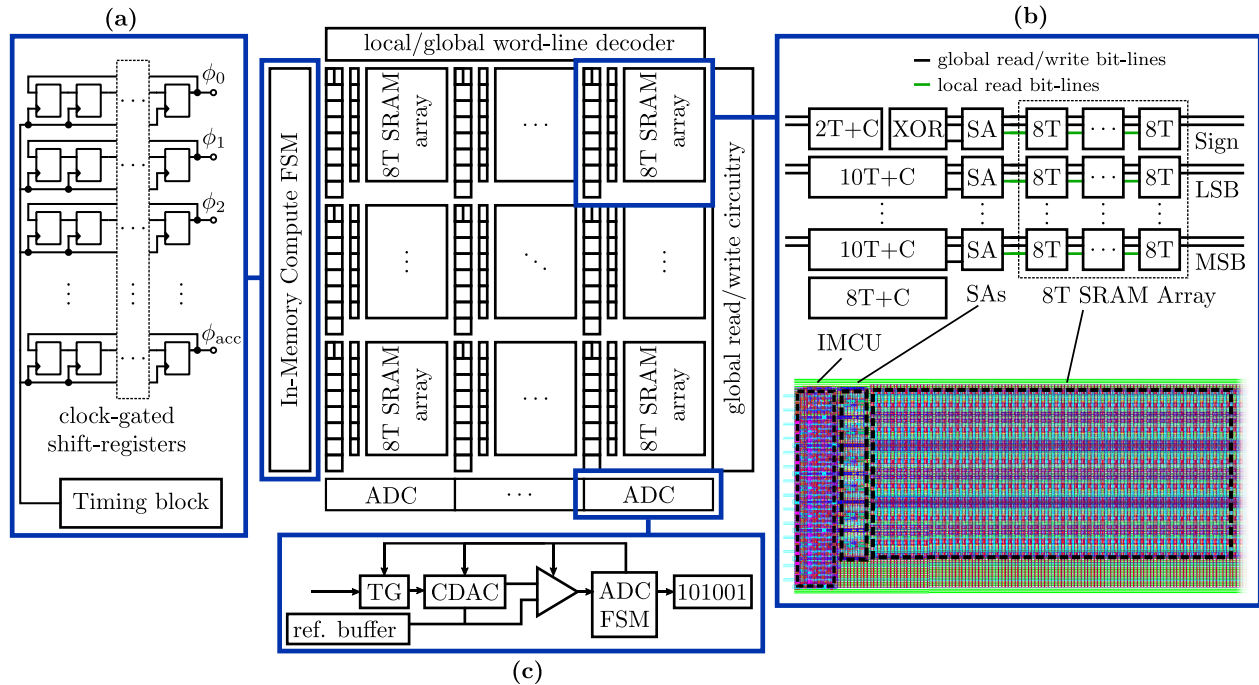 (a)
ϕ0
ϕ1
ϕ2
ϕacc
clock-gated
shift-registers
Timing block
In-Memory Compute FSM
local/global word-line decoder
8T SRAM
array
8T SRAM
array
8T SRAM
array
8T SRAM
array
global read/write circuitry
ADC
ADC
(b)
global read/write bit-lines
local read bit-lines
2T+C XOR SA 8T 8T Sign
10T+C SA 8T 8T LSB
10T+C SA 8T 8T MSB
8T+C SAs 8T SRAM Array
IMCU
TG CDAC ADC FSM 101001
ref. buffer
(c)